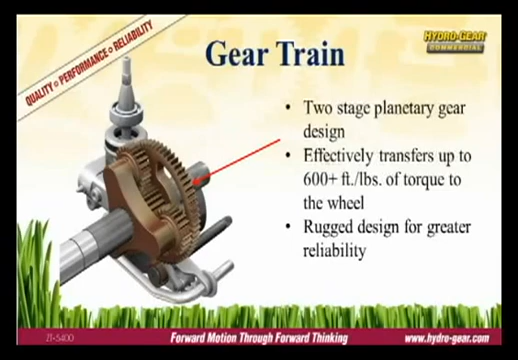 QUALITY PERFORMANCE RELIABILITY
HYDRO-GEAR
COMMERCIAL
Gear Train
• Two stage planetary gear
design
• Effectively transfers up to
600+ ft./lbs. of torque to
the wheel
• Rugged design for greater
reliability
ZT-5400
Forward Motion Through Forward Thinking
www.hydro-gear.com